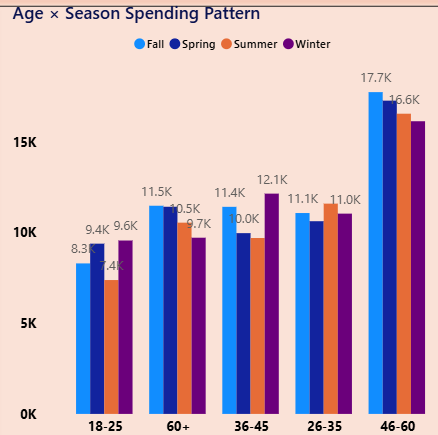 Age × Season Spending Pattern
Fall Spring Summer Winter
17.7K
16.6K
15K
12.1K
11.5K 11.4K 11.1K 11.0K
10.5K
10.0K
9.7K
9.6K
9.4K
10K
8.3K
7.4K
5K
0K
18-25 60+ 36-45 26-35 46-60